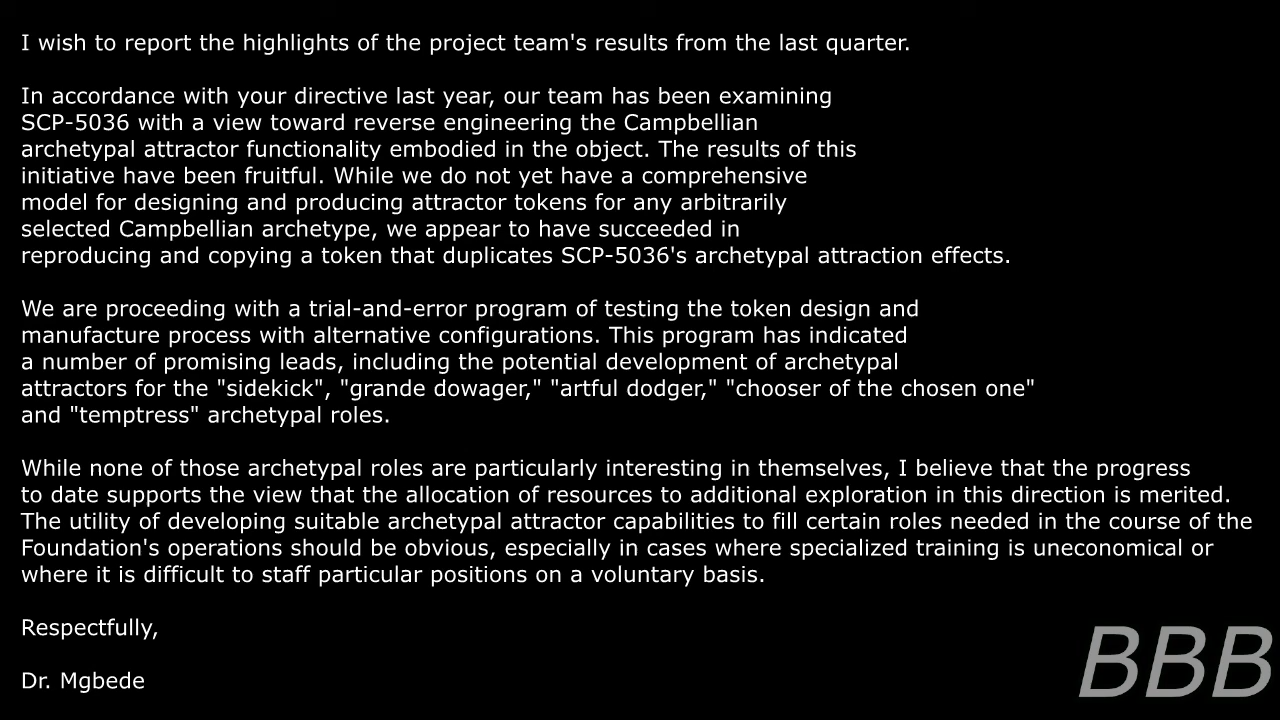 I wish to report the highlights of the project team's results from the last quarter.
In accordance with your directive last year, our team has been examining
SCP-5036 with a view toward reverse engineering the Campbellian
archetypal attractor functionality embodied in the object. The results of this
initiative have been fruitful. While we do not yet have a comprehensive
model for designing and producing attractor tokens for any arbitrarily
selected Campbellian archetype, we appear to have succeeded in
reproducing and copying a token that duplicates SCP-5036's archetypal attraction effects.
We are proceeding with a trial-and-error program of testing the token design and
manufacture process with alternative configurations. This program has indicated
a number of promising leads, including the potential development of archetypal
attractors for the "sidekick", "grande dowager," "artful dodger," "chooser of the chosen one"
and "temptress" archetypal roles.
While none of those archetypal roles are particularly interesting in themselves, I believe that the progress
to date supports the view that the allocation of resources to additional exploration in this direction is merited.
The utility of developing suitable archetypal attractor capabilities to fill certain roles needed in the course of the
Foundation's operations should be obvious, especially in cases where specialized training is uneconomical or
where it is difficult to staff particular positions on a voluntary basis.
Respectfully,
Dr. Mgbede
BBB